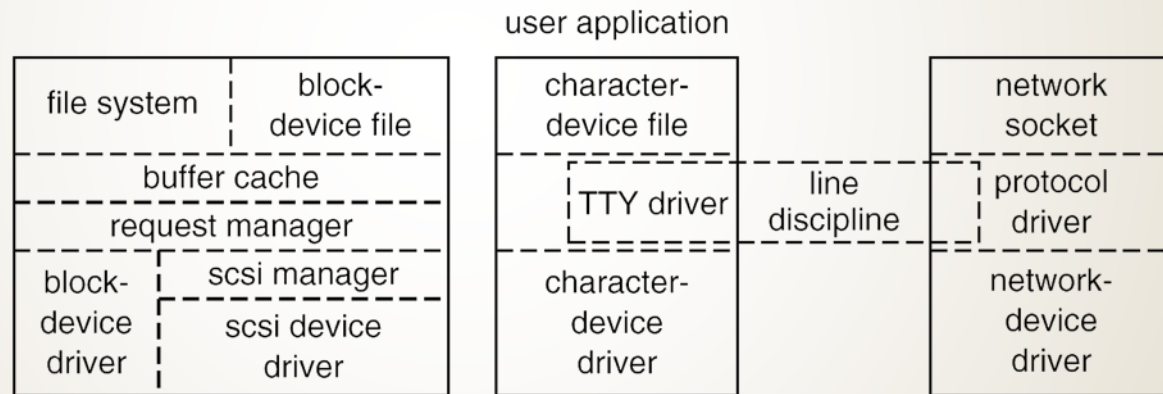 user application
file system
block-
device file
buffer cache
request manager
block-
device
driver
scsi manager
scsi device
driver
character-
device file
TTY driver
character-
device
driver
line
discipline
network
socket
protocol
driver
network-
device
driver